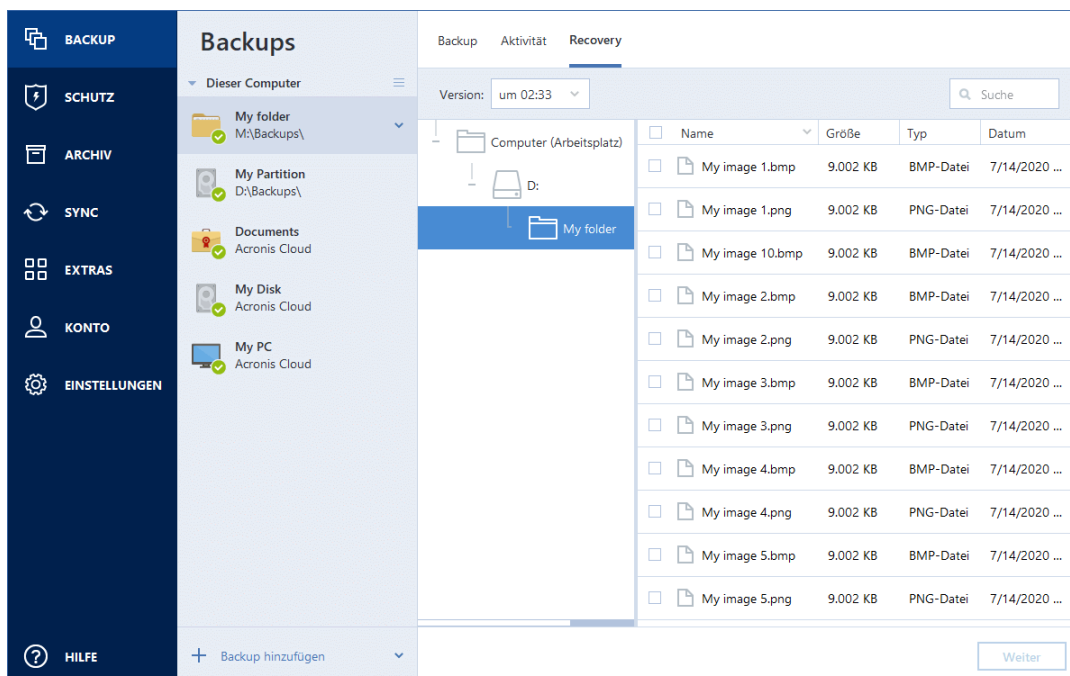 BACKUP
SCHUTZ
ARCHIV
SYNC
EXTRAS
KONTO
EINSTELLUNGEN
HILFE
Backups
Dieser Computer
My folder
M:\Backups\
My Partition
D:\Backups\
Documents
Acronis Cloud
My Disk
Acronis Cloud
My PC
Acronis Cloud
Backup hinzufügen
Backup Aktivität Recovery
Version: um 02:33 Suche
Computer (Arbeitsplatz)
D:
My folder
Name Größe Typ Datum
My image 1.bmp 9.002 KB BMP-Datei 7/14/2020 ...
My image 1.png 9.002 KB PNG-Datei 7/14/2020 ...
My image 10.bmp 9.002 KB BMP-Datei 7/14/2020 ...
My image 2.bmp 9.002 KB BMP-Datei 7/14/2020 ...
My image 2.png 9.002 KB PNG-Datei 7/14/2020 ...
My image 3.bmp 9.002 KB BMP-Datei 7/14/2020 ...
My image 3.png 9.002 KB PNG-Datei 7/14/2020 ...
My image 4.bmp 9.002 KB BMP-Datei 7/14/2020 ...
My image 4.png 9.002 KB PNG-Datei 7/14/2020 ...
My image 5.bmp 9.002 KB BMP-Datei 7/14/2020 ...
My image 5.png 9.002 KB PNG-Datei 7/14/2020 ...
Weiter